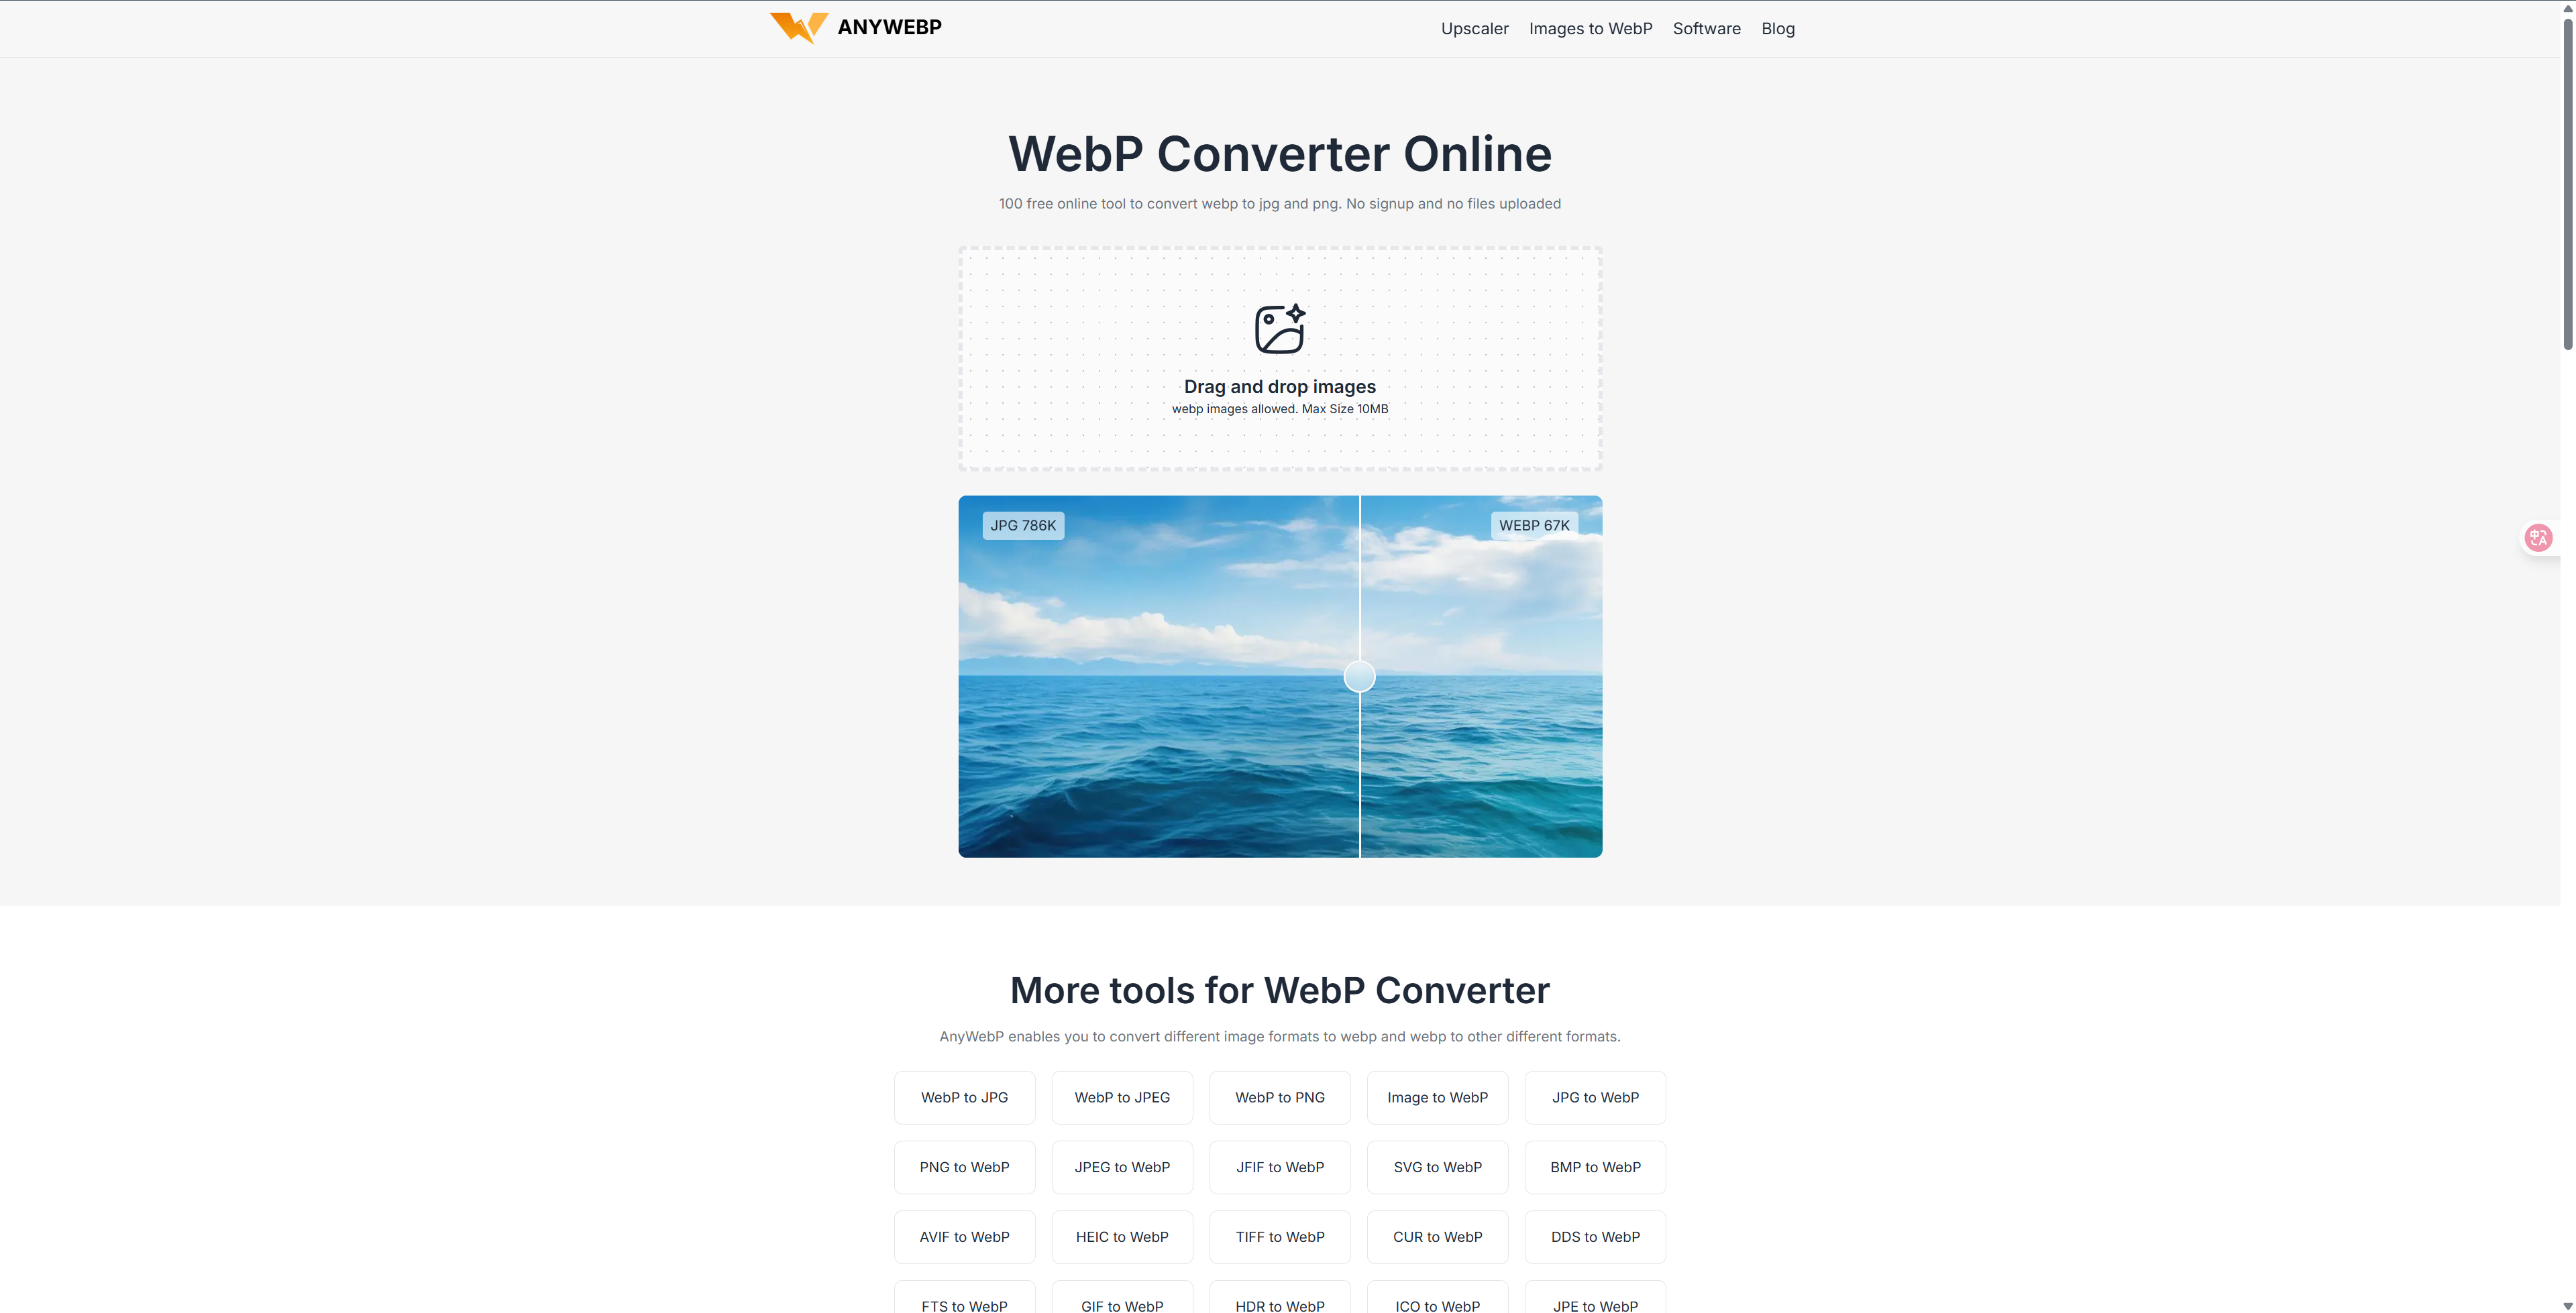 ANYWEBP
Upscaler Images to WebP Software Blog
WebP Converter Online
100 free online tool to convert webp to jpg and png. No signup and no files uploaded
Drag and drop images
webp images allowed. Max Size 10MB
JPG 786K
WEBP 67K
中
A
More tools for WebP Converter
AnyWebP enables you to convert different image formats to webp and webp to other different formats.
WebP to JPG WebP to JPEG WebP to PNG Image to WebP JPG to WebP
PNG to WebP JPEG to WebP JFIF to WebP SVG to WebP BMP to WebP
AVIF to WebP HEIC to WebP TIFF to WebP CUR to WebP DDS to WebP
FTS to WebP GIF to WebP HDR to WebP ICO to WebP JPE to WebP